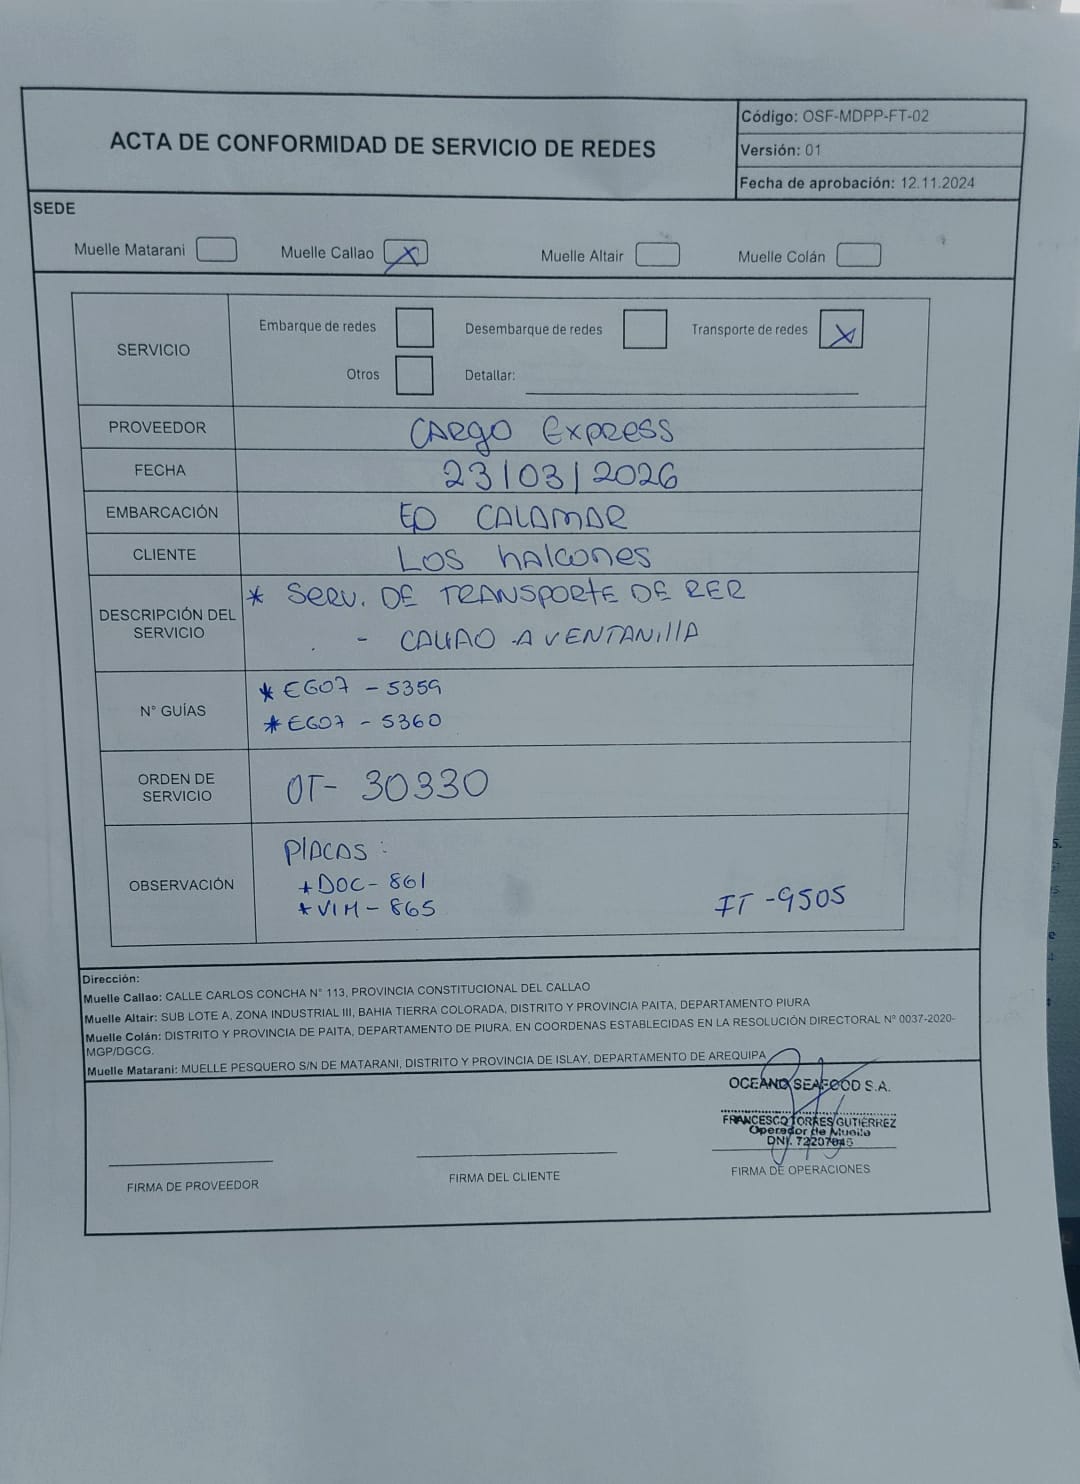 ACTA DE CONFORMIDAD DE SERVICIO DE REDES
Código: OSF-MDPP-FT-02
Versión: 01
Fecha de aprobación: 12.11.2024
SEDE
Muelle Matarani Muelle Callao X Muelle Altair Muelle Colán
SERVICIO
Embarque de redes Desembarque de redes Transporte de redes X
Otros Detallar:
PROVEEDOR CARGO EXPRESS
FECHA 23/03/2026
EMBARCACIÓN EP CALAMAR
CLIENTE LOS HALCONES
DESCRIPCIÓN DEL SERVICIO
* SERV. DE TRANSPORTE DE RER
- CALLAO A VENTANILLA
N° GUÍAS
* EG07 - 5359
* EG07 - 5360
ORDEN DE SERVICIO
OT- 30330
OBSERVACIÓN
PLACAS :
* DOC- 861
* VIM- 865
IT -9505
Dirección:
Muelle Callao: CALLE CARLOS CONCHA N° 113, PROVINCIA CONSTITUCIONAL DEL CALLAO
Muelle Altair: SUB LOTE A, ZONA INDUSTRIAL III, BAHIA TIERRA COLORADA, DISTRITO Y PROVINCIA PAITA, DEPARTAMENTO PIURA
Muelle Colán: DISTRITO Y PROVINCIA DE PAITA, DEPARTAMENTO DE PIURA, EN COORDENAS ESTABLECIDAS EN LA RESOLUCIÓN DIRECTORAL N° 0037-2020-
MGP/DGCG.
Muelle Matarani: MUELLE PESQUERO S/N DE MATARANI, DISTRITO Y PROVINCIA DE ISLAY, DEPARTAMENTO DE AREQUIPA
OCEANO SEAFOOD S.A.
FRANCESCO TORRES GUTIERREZ
Operador de Muelle
DNI.
FIRMA DE PROVEEDOR
FIRMA DEL CLIENTE
FIRMA DE OPERACIONES